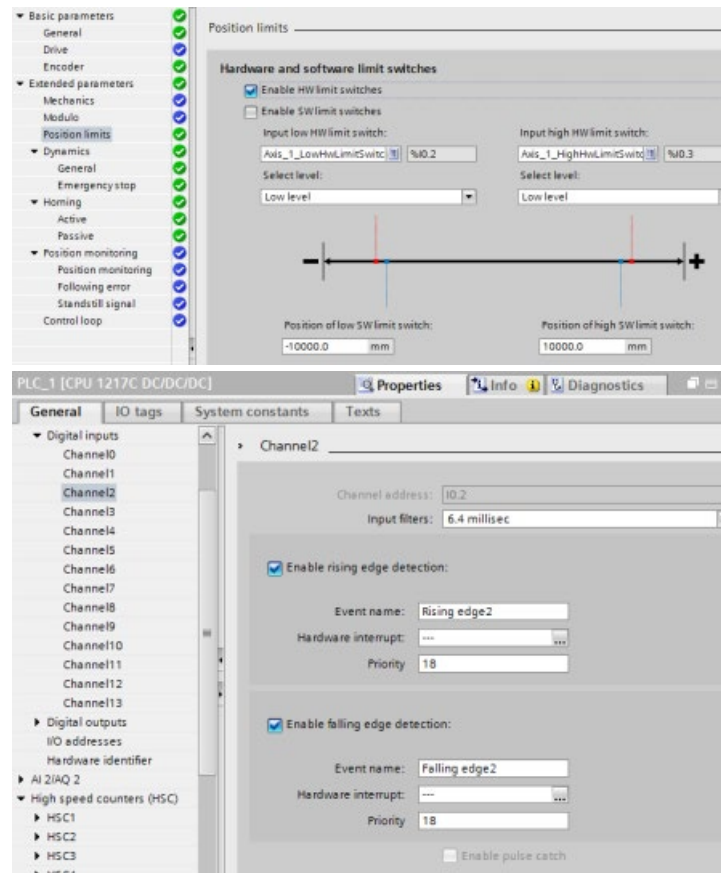 Basic parameters
General
Drive
Encoder
Extended parameters
Mechanics
Modulo
Position limits
Dynamics
General
Emergency stop
Homing
Active
Passive
Position monitoring
Position monitoring
Following error
Standstill signal
Control loop
Position limits
Hardware and software limit switches
Enable HW limit switches
Enable SW limit switches
Input low HW limit switch: Input high HW limit switch:
Axis_1_LowHwLimitSwitc %I0.2 Axis_1_HighHwLimitSwitc %I0.3
Select level: Select level:
Low level Low level
− +
Position of low SW limit switch: Position of high SW limit switch:
-10000.0 mm 10000.0 mm
PLC_1 [CPU 1217C DC/DC/DC] Properties Info Diagnostics
General IO tags System constants Texts
Digital inputs
Channel0
Channel1
Channel2
Channel3
Channel4
Channel5
Channel6
Channel7
Channel8
Channel9
Channel10
Channel11
Channel12
Channel13
Digital outputs
I/O addresses
Hardware identifier
AI 2/AQ 2
High speed counters (HSC)
HSC1
HSC2
HSC3
Channel2
Channel address: I0.2
Input filters: 6.4 millisec
Enable rising edge detection:
Event name: Rising edge2
Hardware interrupt: --- ...
Priority 18
Enable falling edge detection:
Event name: Falling edge2
Hardware interrupt: --- ...
Priority 18
Enable pulse catch